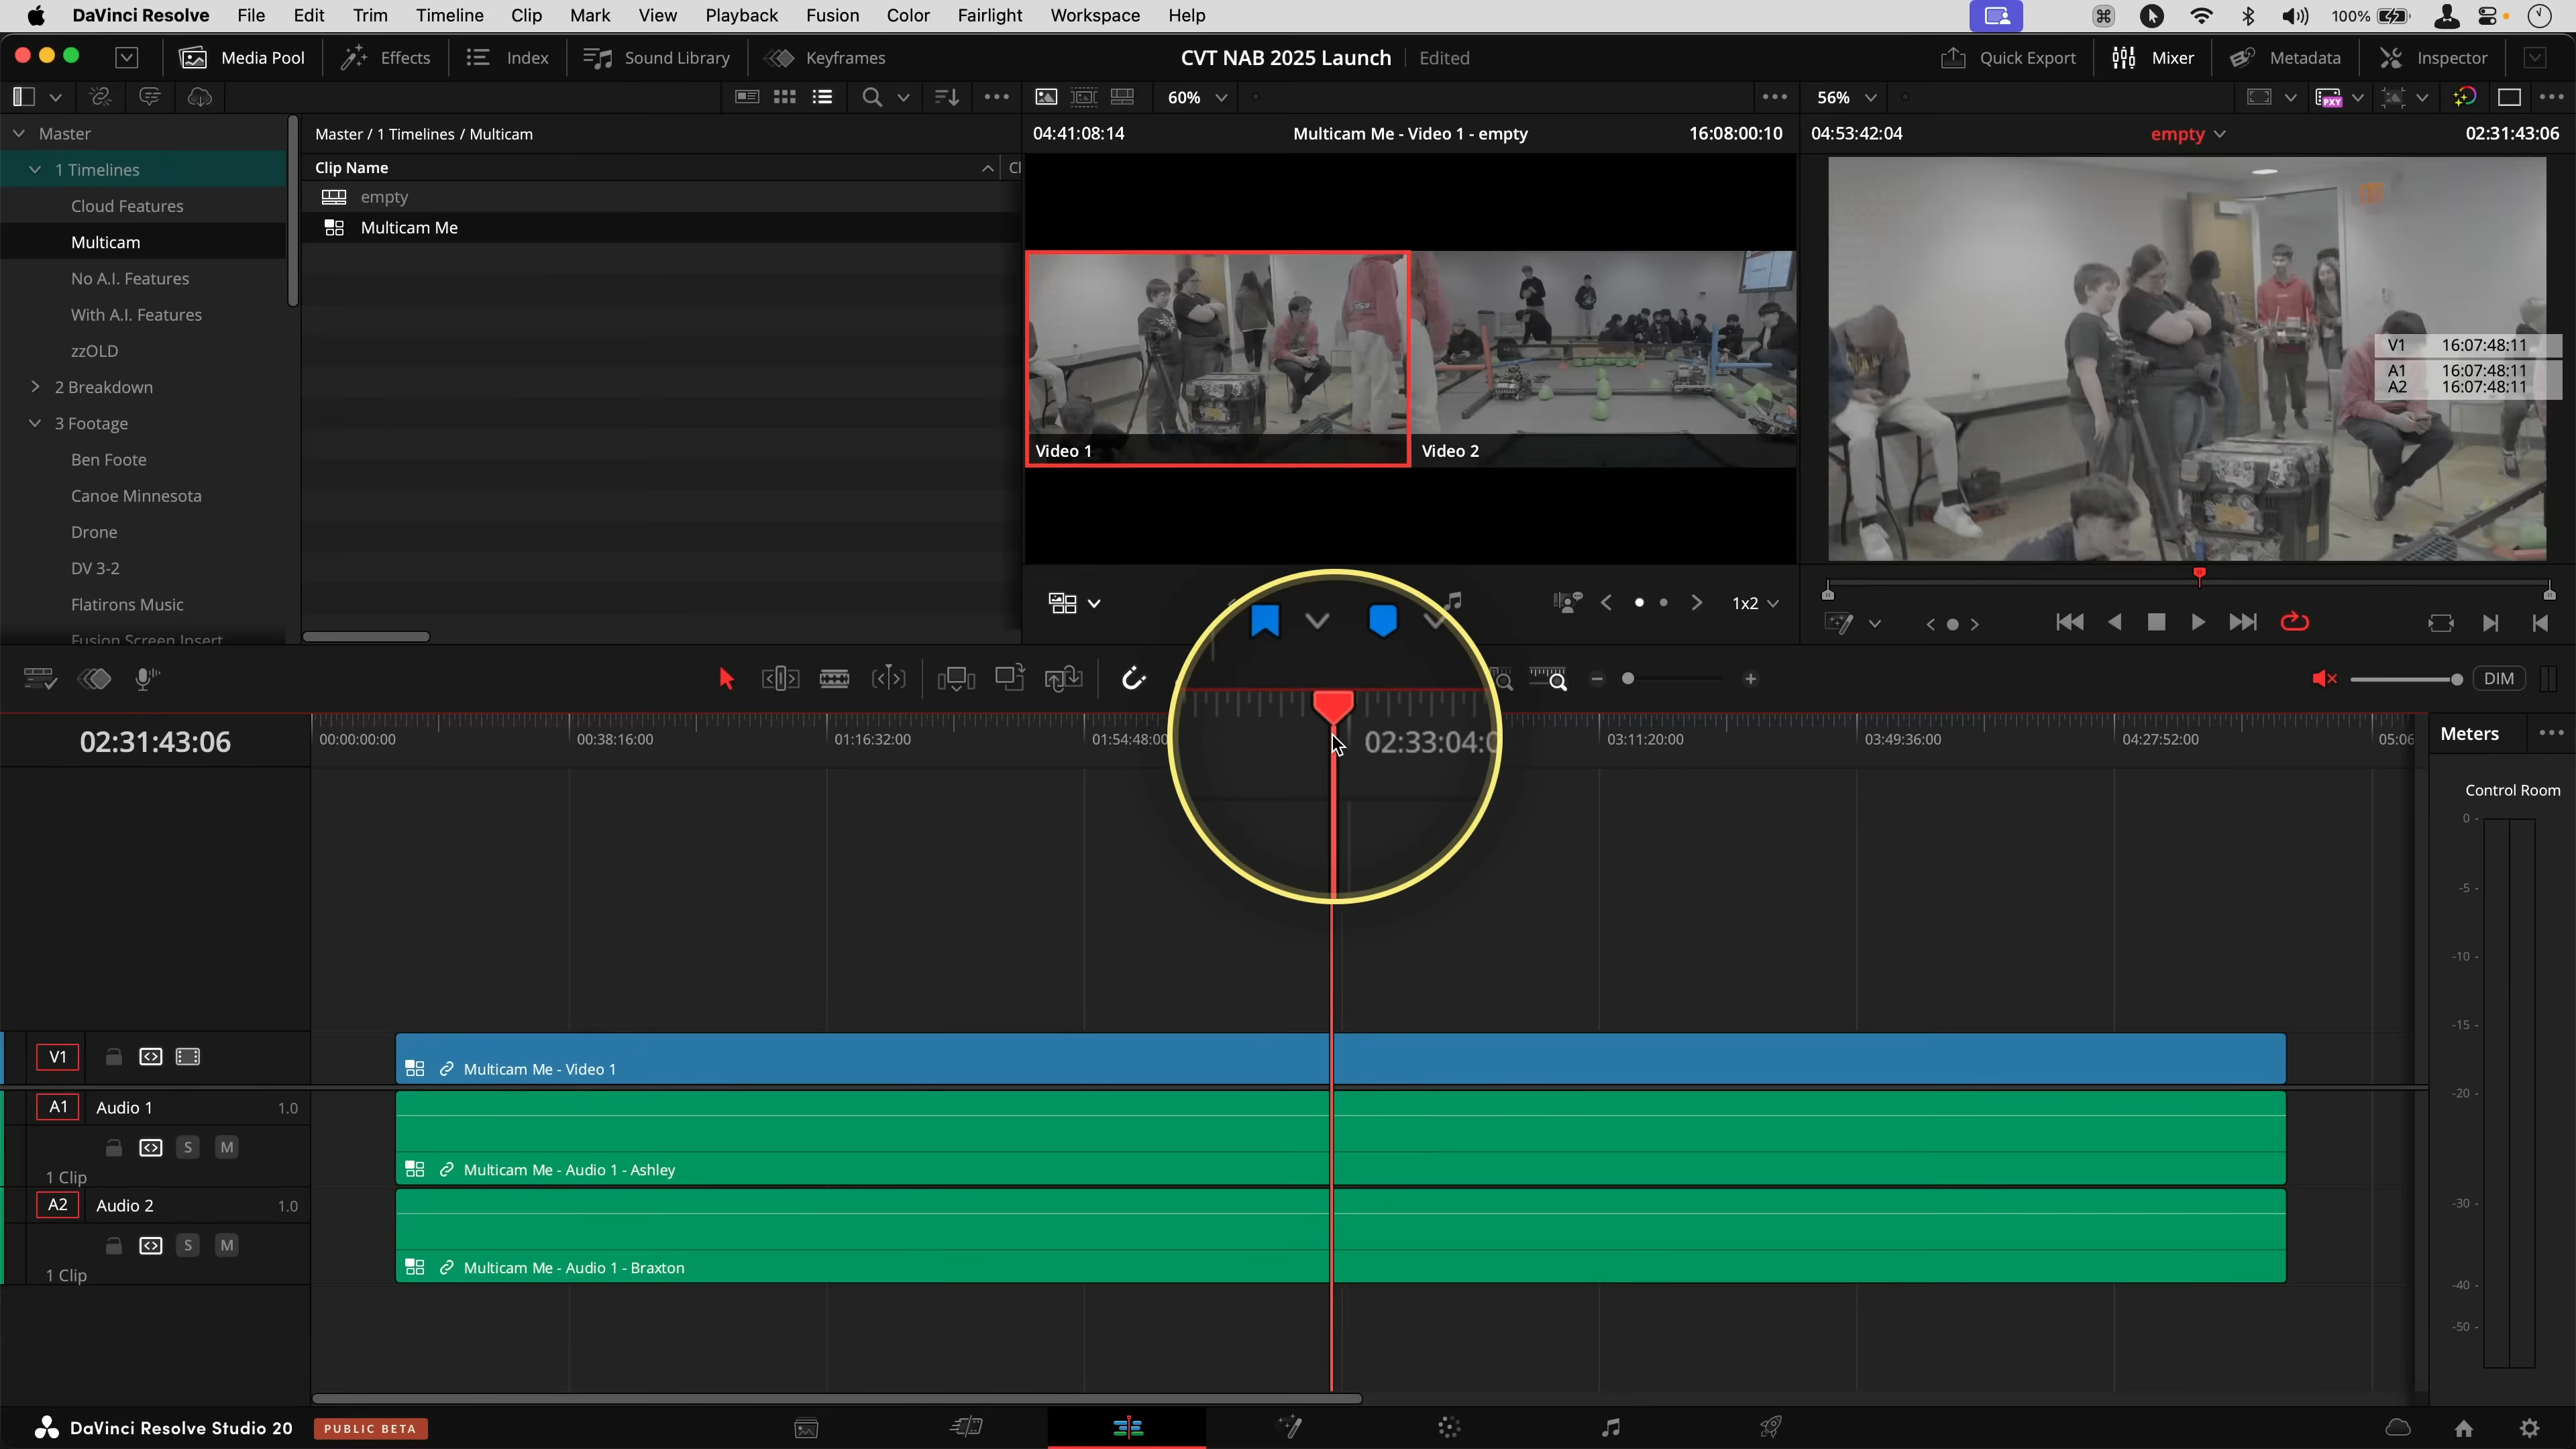 DaVinci Resolve File Edit Trim Timeline Clip Mark View Playback Fusion Color Fairlight Workspace Help 100%
Media Pool Effects Index Sound Library Keyframes CVT NAB 2025 Launch Edited Quick Export Mixer Metadata Inspector
60% 56% PXY
Master
Master / 1 Timelines / Multicam
04:41:08:14 Multicam Me - Video 1 - empty 16:08:00:10
04:53:42:04 empty 02:31:43:06
Clip Name
1 Timelines
Cloud Features
Multicam
No A.I. Features
With A.I. Features
zzOLD
2 Breakdown
3 Footage
Ben Foote
Canoe Minnesota
Drone
DV 3-2
Flatirons Music
Fusion Screen Insert
empty
Multicam Me
Video 1 Video 2
V1 16:07:48:11
A1 16:07:48:11
A2 16:07:48:11
1x2
DIM
02:31:43:06
00:00:00:00 00:38:16:00 01:16:32:00 01:54:48:00 02:33:04:0 03:11:20:00 03:49:36:00 04:27:52:00 05:06
Meters
Control Room
0
-5
-10
-15
-20
-30
-40
-50
V1
Multicam Me - Video 1
A1 Audio 1 1.0
S M
1 Clip
Multicam Me - Audio 1 - Ashley
A2 Audio 2 1.0
S M
1 Clip
Multicam Me - Audio 1 - Braxton
DaVinci Resolve Studio 20 PUBLIC BETA